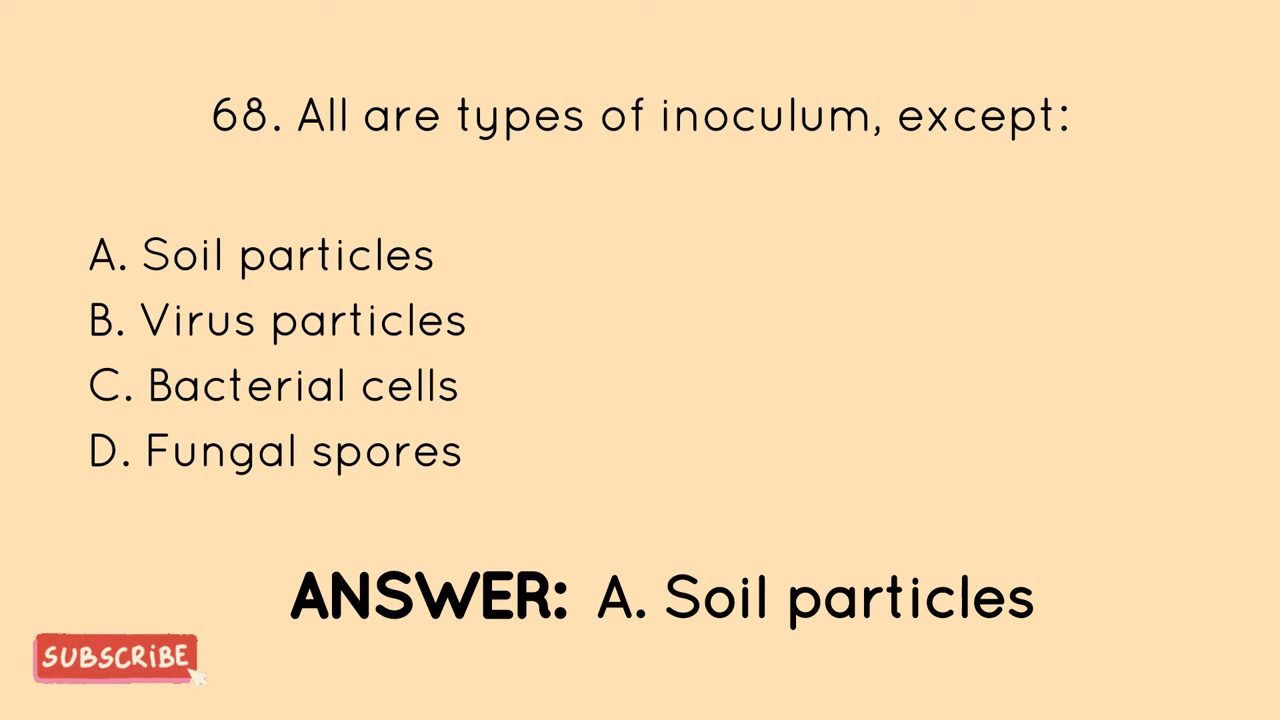 68. All are types of inoculum, except:
A. Soil particles
B. Virus particles
C. Bacterial cells
D. Fungal spores
ANSWER: A. Soil particles
SUBSCRIBE